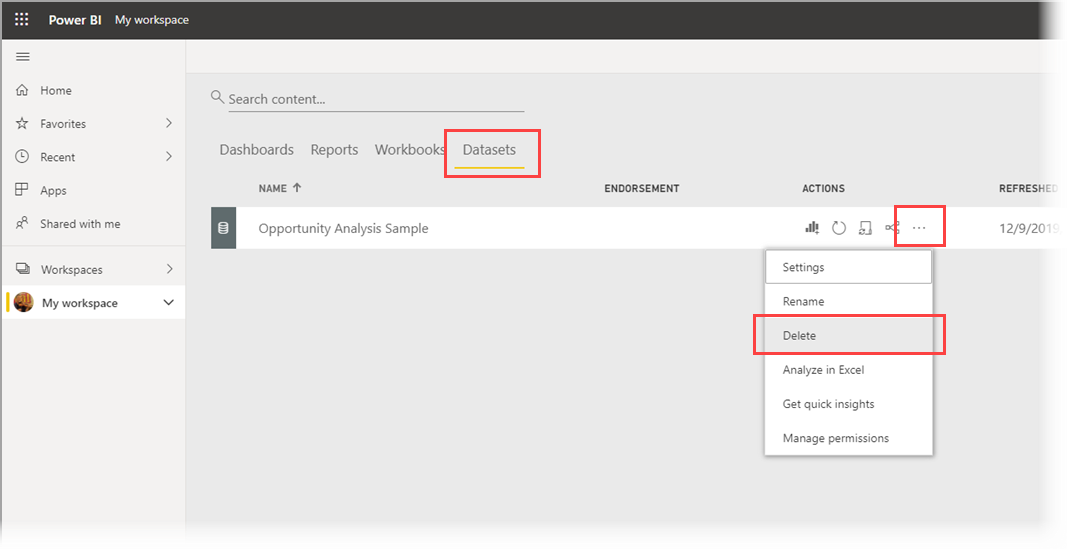 Power BI My workspace
Home
Favorites
Recent
Apps
Shared with me
Workspaces
My workspace
Search content...
Dashboards Reports Workbooks Datasets
NAME ENDORSEMENT ACTIONS REFRESHED
Opportunity Analysis Sample ... 12/9/2019,
Settings
Rename
Delete
Analyze in Excel
Get quick insights
Manage permissions